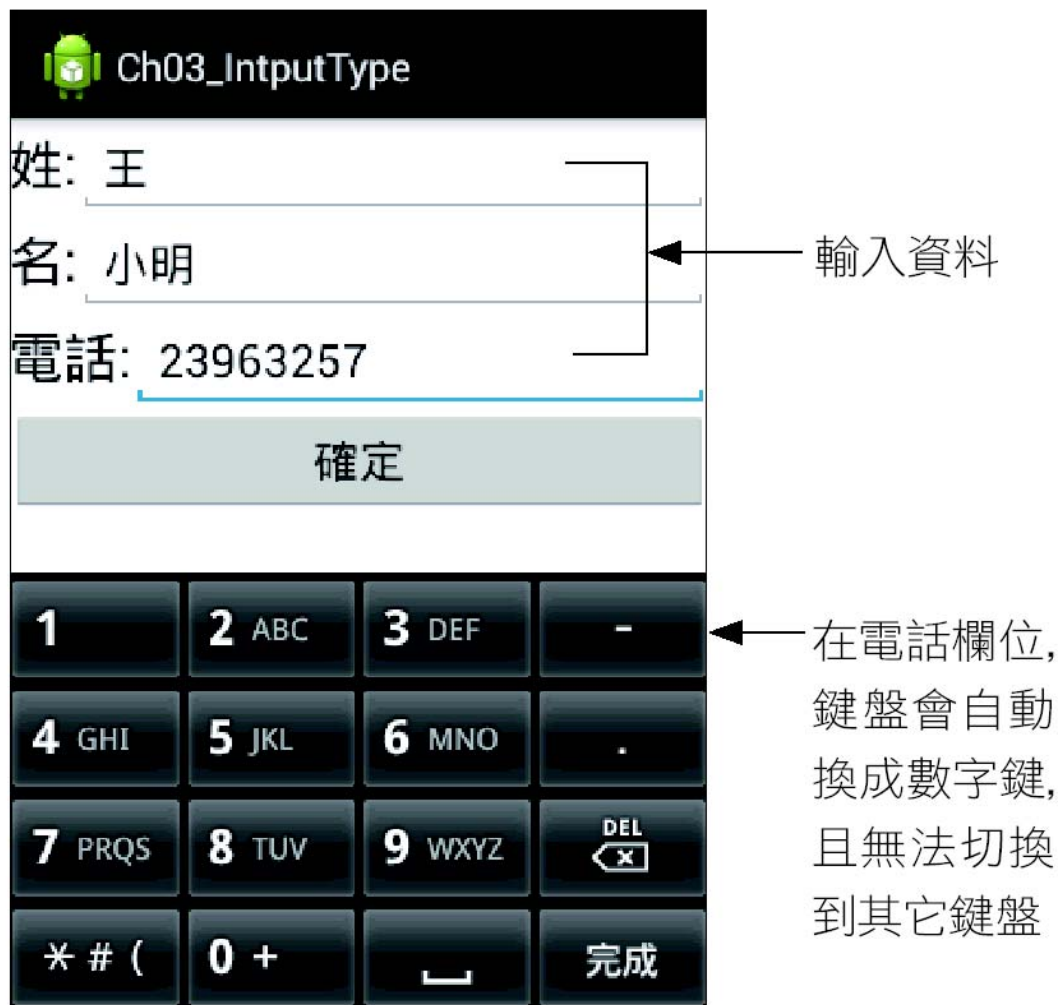 Ch03_IntputType
姓: 王
名: 小明
輸入資料
電話: 23963257
確定
1 2 ABC 3 DEF -
4 GHI 5 JKL 6 MNO .
7 PRQS 8 TUV 9 WXYZ DEL
* # ( 0 + 完成
在電話欄位,
鍵盤會自動
換成數字鍵,
且無法切換
到其它鍵盤